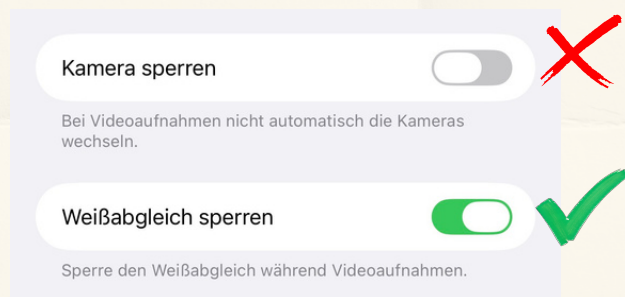 Kamera sperren
Bei Videoaufnahmen nicht automatisch die Kameras
wechseln.
Weißabgleich sperren
Sperre den Weißabgleich während Videoaufnahmen.